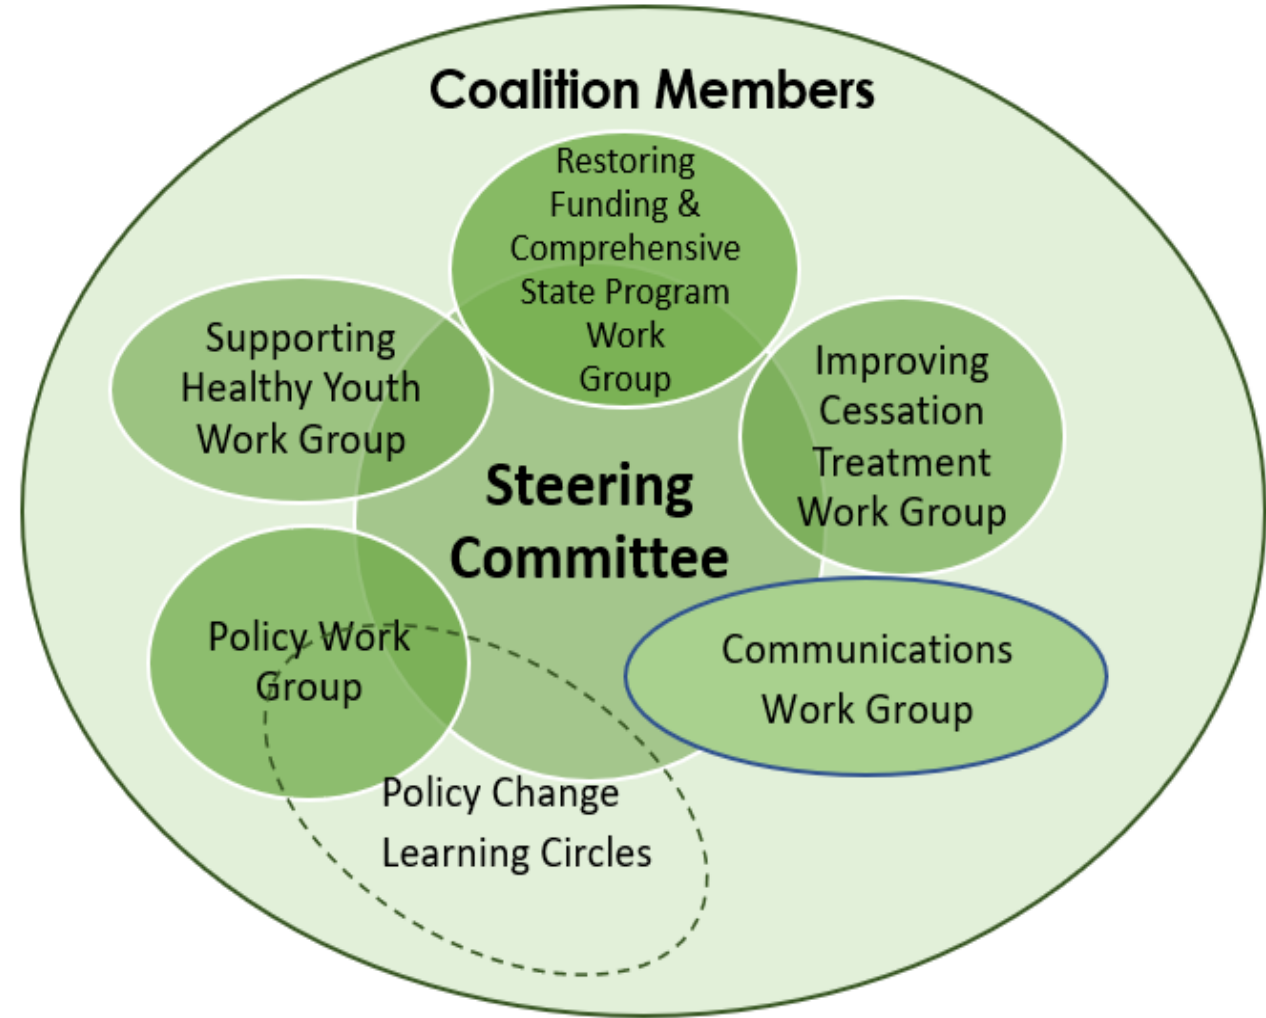 Coalition Members
Restoring
Funding &
Comprehensive
State Program
Work
Group
Supporting
Healthy Youth
Work Group
Improving
Cessation
Treatment
Work Group
Steering
Committee
Policy Work
Group
Communications
Work Group
Policy Change
Learning Circles